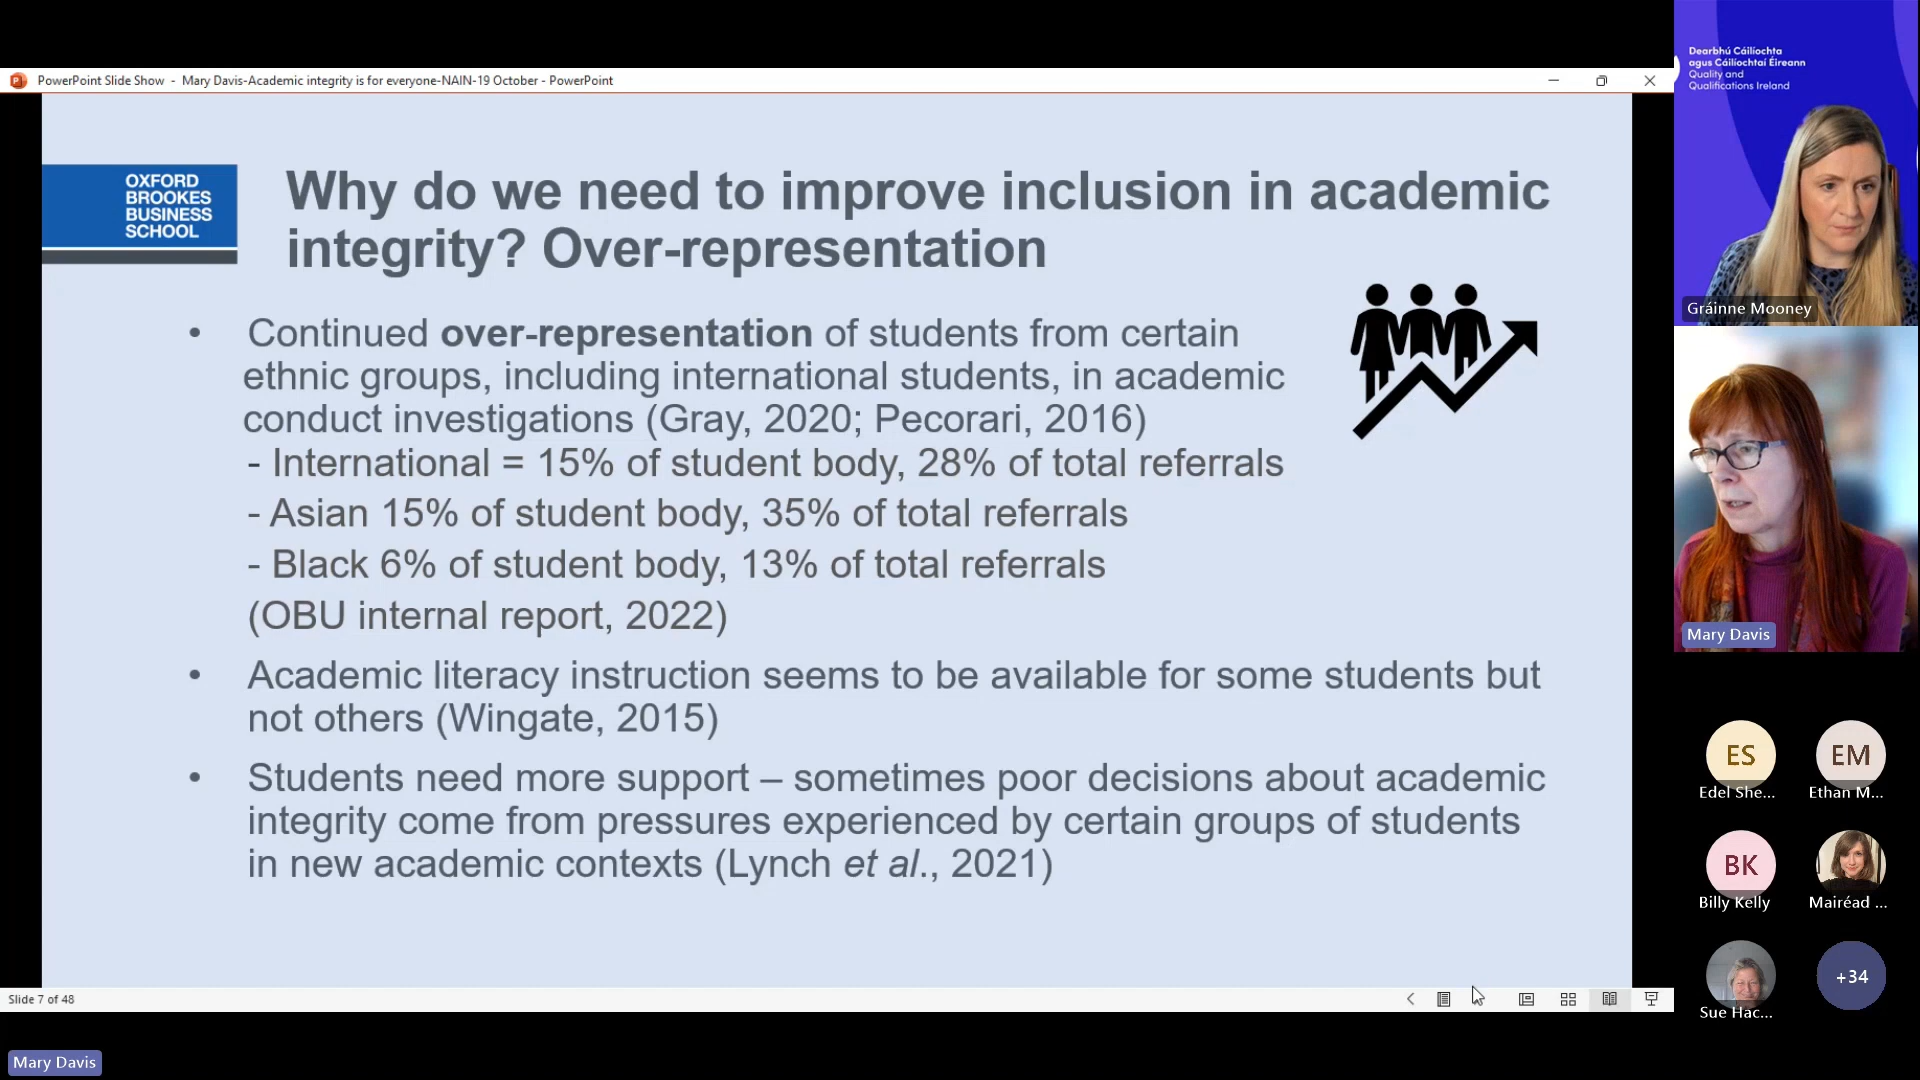 PowerPoint Slide Show - Mary Davis-Academic integrity is for everyone-NAIN-19 October - PowerPoint
OXFORD
BROOKES
BUSINESS
SCHOOL
Why do we need to improve inclusion in academic
integrity? Over-representation
• Continued over-representation of students from certain
ethnic groups, including international students, in academic
conduct investigations (Gray, 2020; Pecorari, 2016)
- International = 15% of student body, 28% of total referrals
- Asian 15% of student body, 35% of total referrals
- Black 6% of student body, 13% of total referrals
(OBU internal report, 2022)
• Academic literacy instruction seems to be available for some students but
not others (Wingate, 2015)
• Students need more support – sometimes poor decisions about academic
integrity come from pressures experienced by certain groups of students
in new academic contexts (Lynch et al., 2021)
Slide 7 of 48
Mary Davis
Dearbhú Cáilíochta
agus Cáilíochtaí Éireann
Quality and
Qualifications Ireland
Gráinne Mooney
Mary Davis
ES
Edel She...
EM
Ethan M...
BK
Billy Kelly
Mairéad ...
Sue Hac...
+34